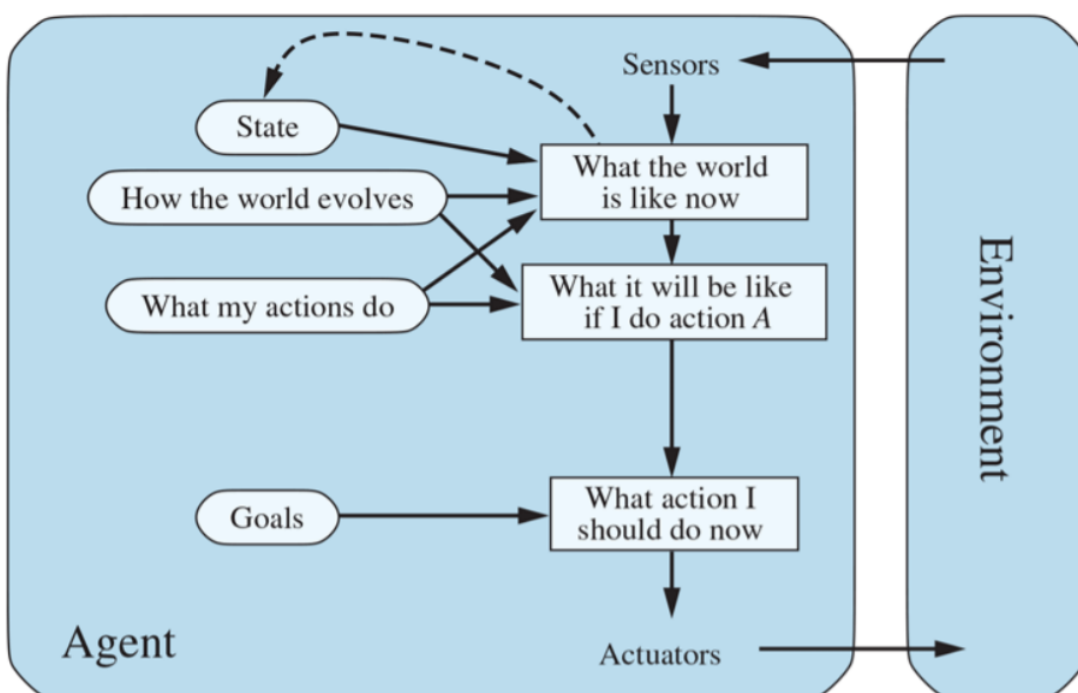 Sensors
State
What the world
is like now
How the world evolves
What it will be like
if I do action A
What my actions do
Environment
Goals
What action I
should do now
Agent
Actuators